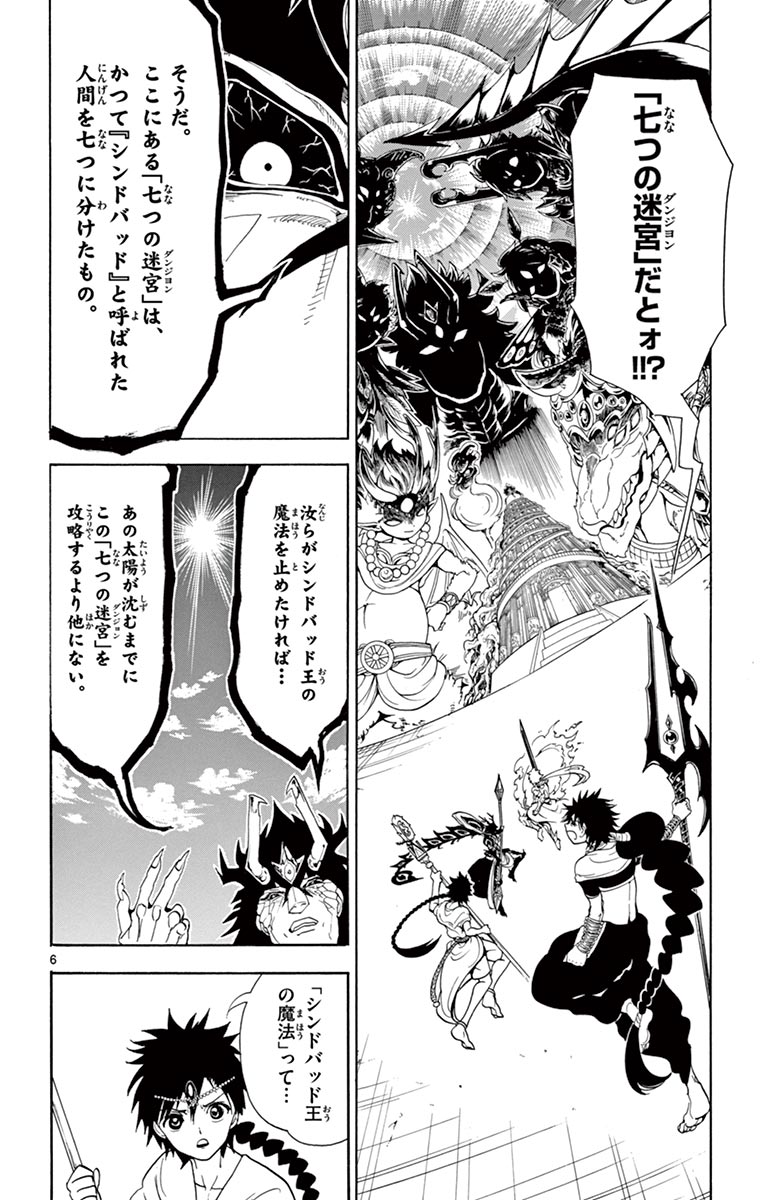 「七つの迷宮」だとォ!!?
そうだ。
ここにある「七つの迷宮」は、
かつて『シンドバッド』と呼ばれた
人間を七つに分けたもの。
汝らがシンドバッド王の
魔法を止めたければ…
あの太陽が沈むまでに
この「七つの迷宮」を
攻略するより他にない。
6
「シンドバッド王
の魔法」って…